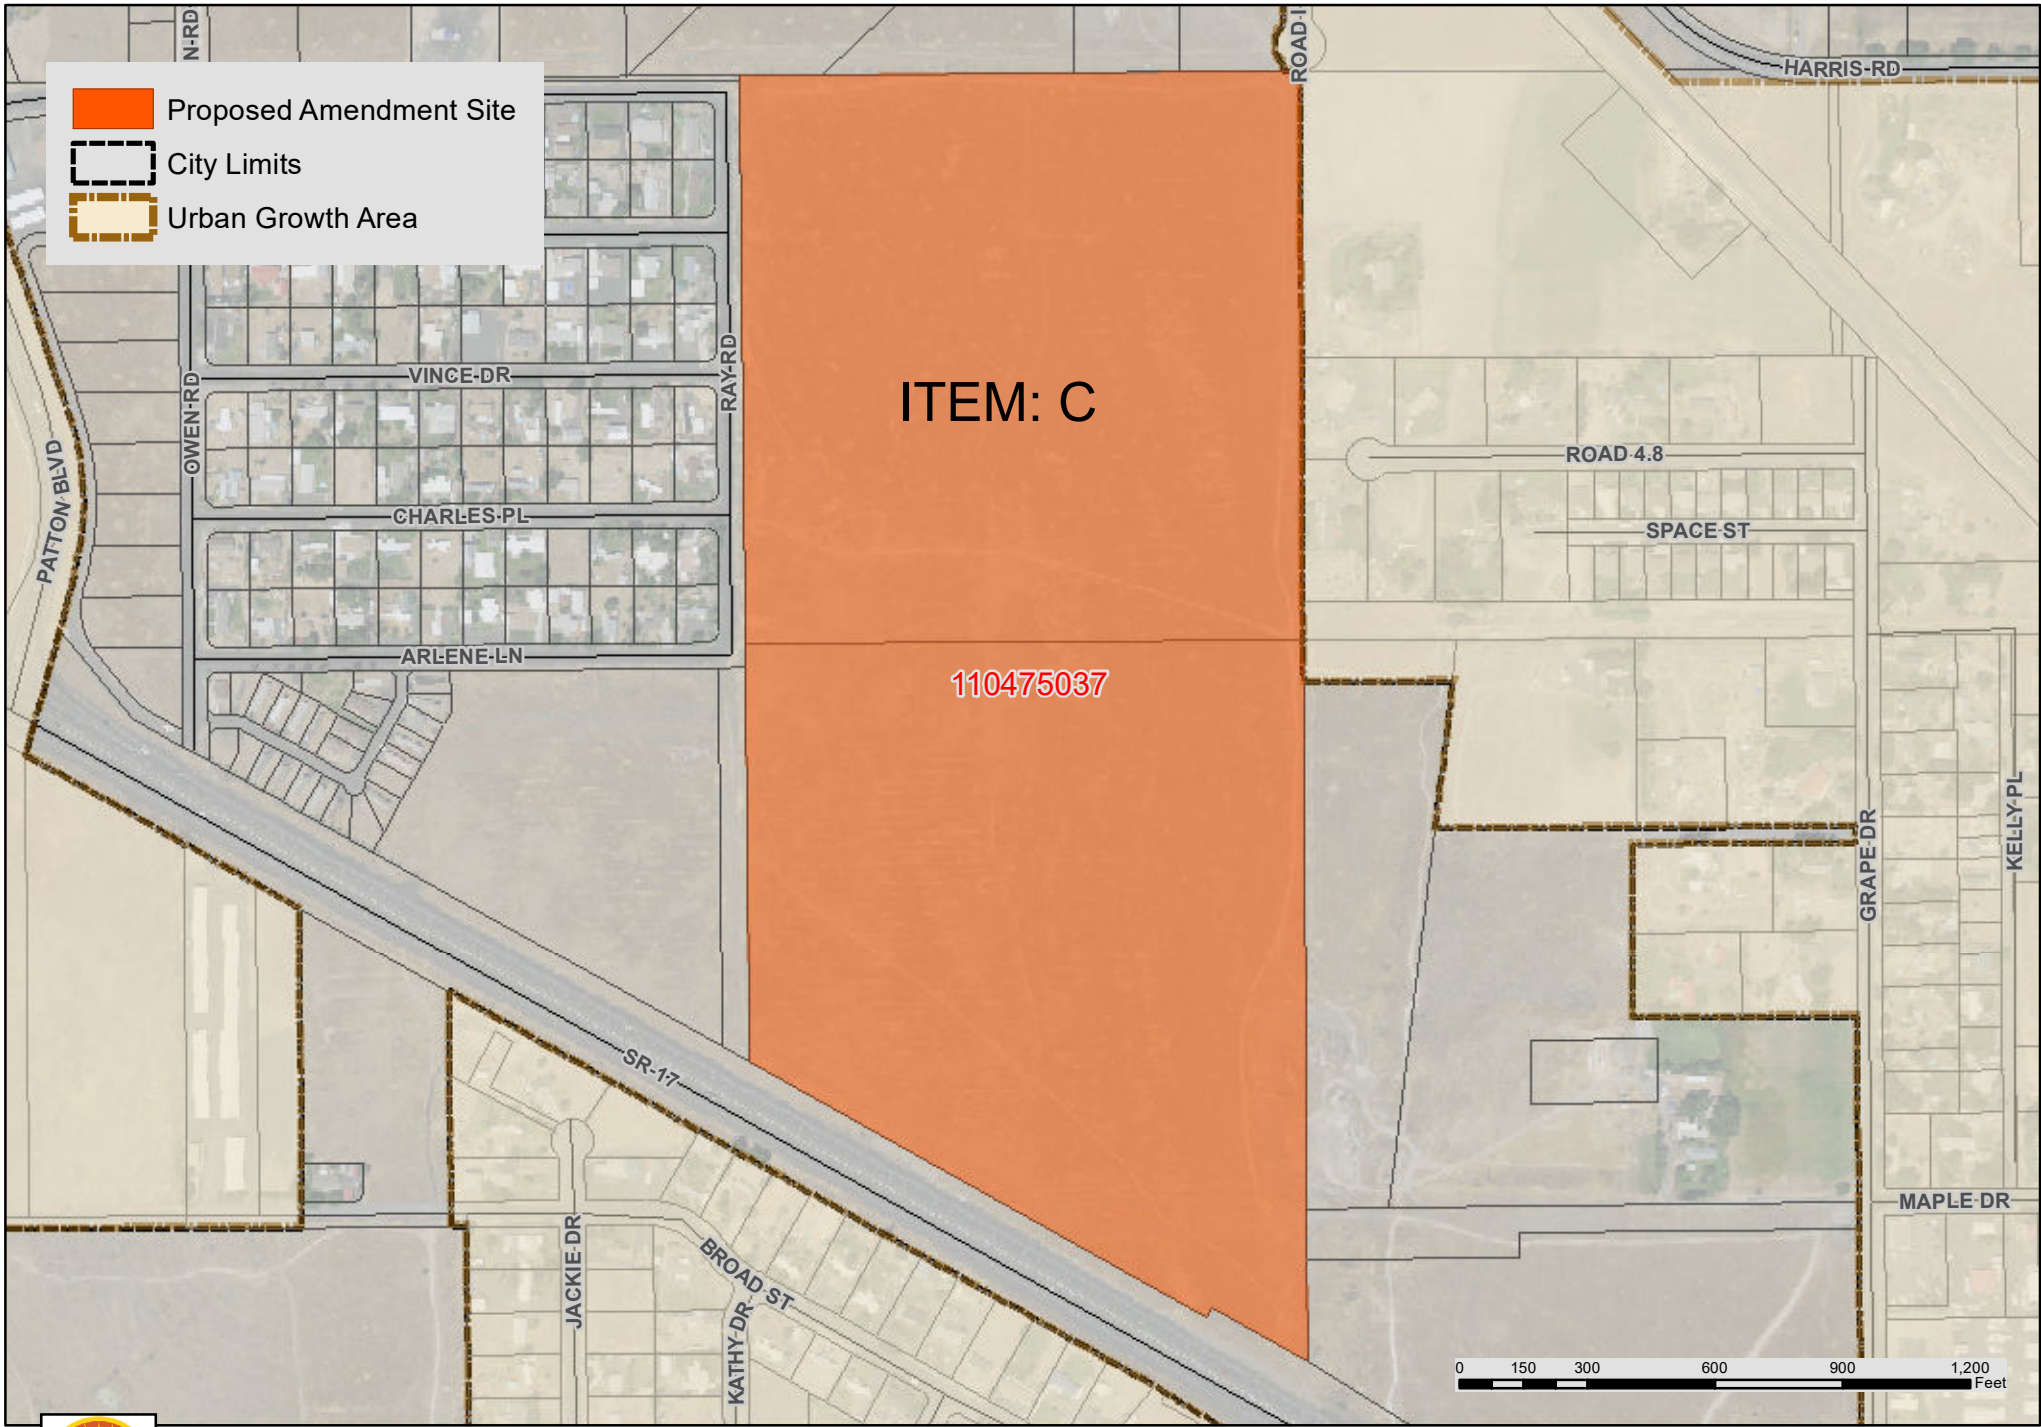 N-RD
ROAD-I
HARRIS-RD
Proposed Amendment Site
City Limits
Urban Growth Area
VINCE-DR
RAY-RD
OWEN-RD
ITEM: C
PATTON BLVD
ROAD-4.8
CHARLES-PL
SPACE-ST
ARLENE-LN
110475037
GRAPE-DR
KELLY-PL
SR-17
MAPLE DR
JACKIE-DR
BROAD ST
KATHY-DR
0 150 300 600 900 1,200
Feet